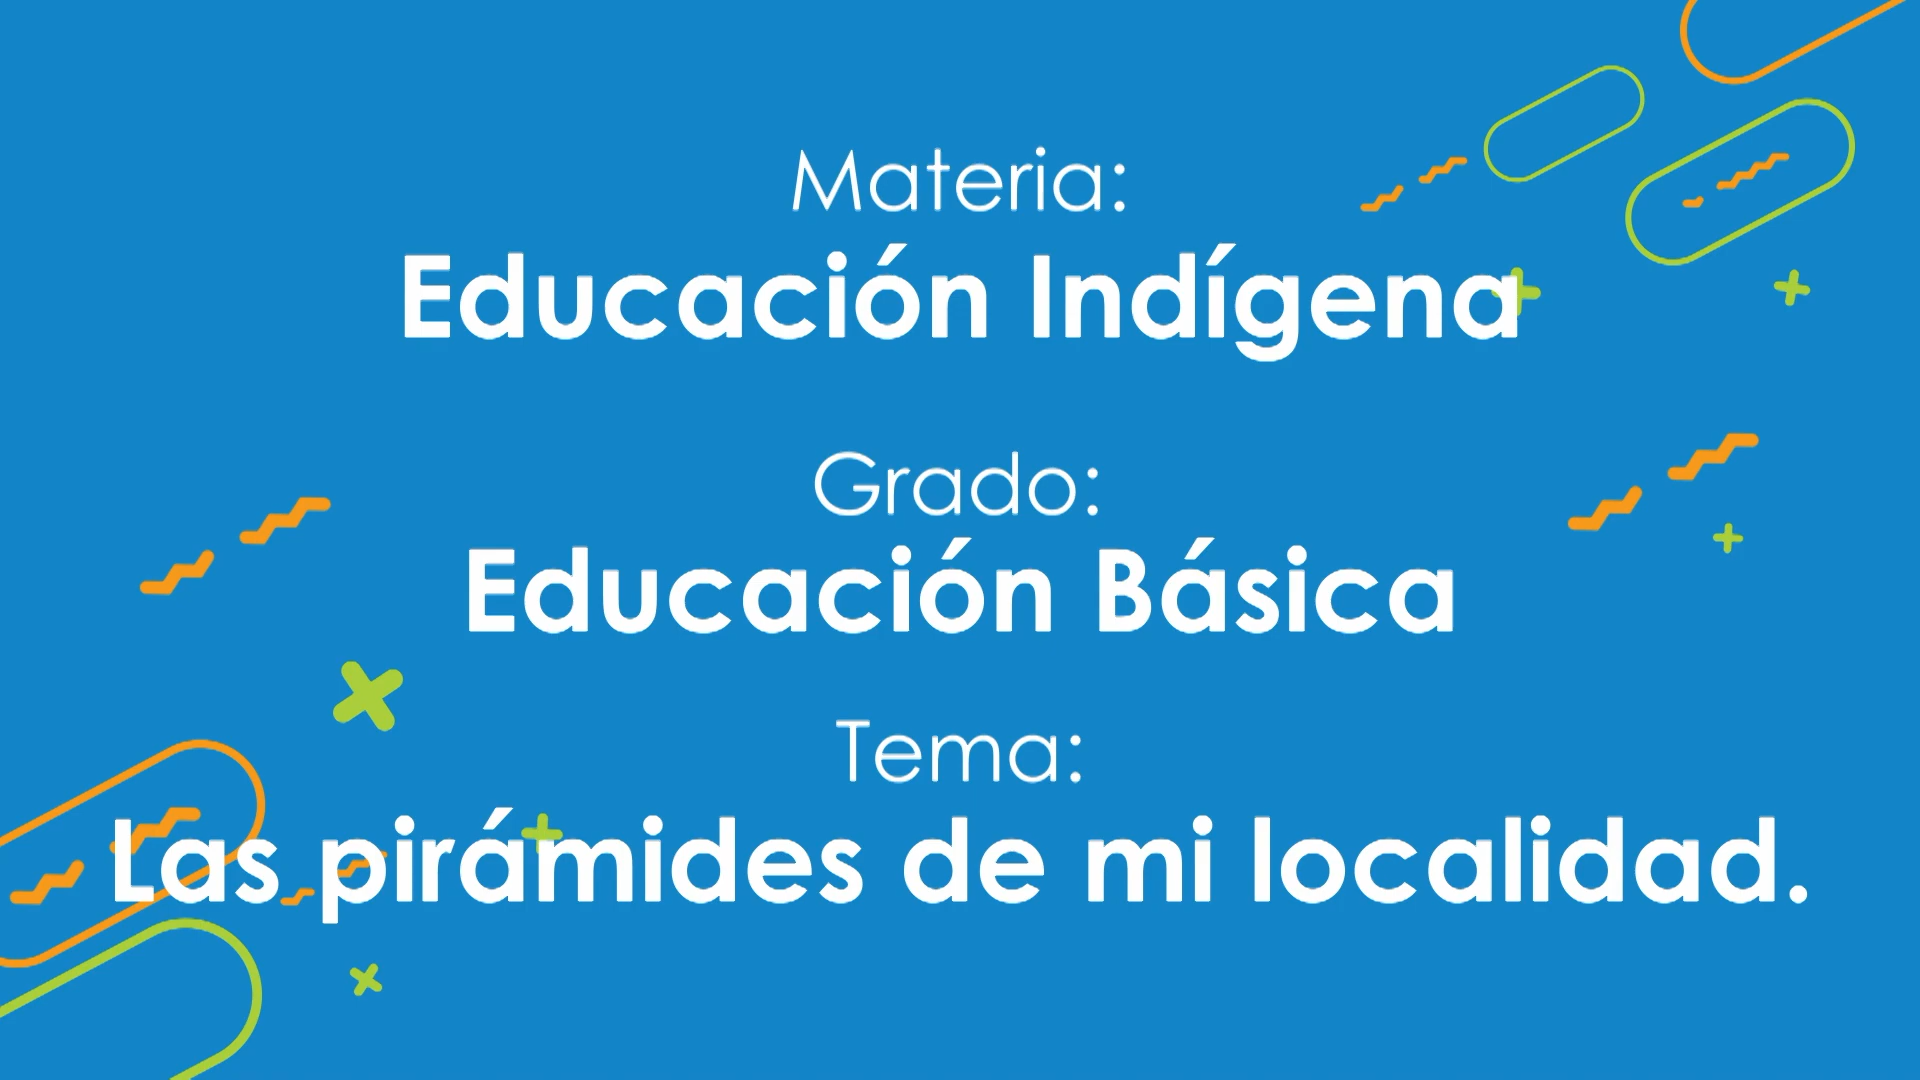 Materia:
Educación Indígena
Grado:
Educación Básica
Tema:
Las pirámides de mi localidad.